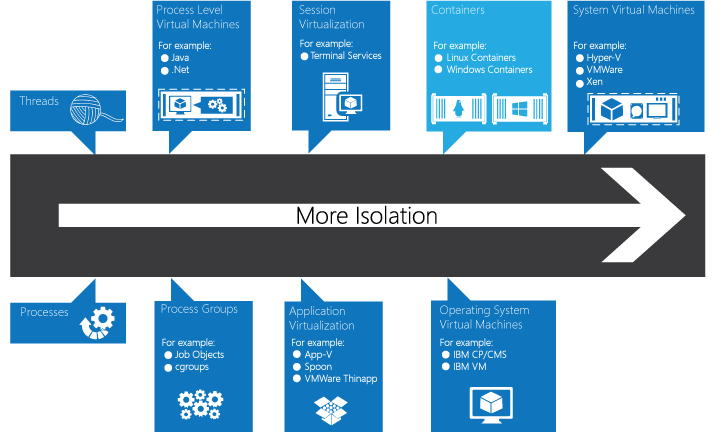 Process Level
Virtual Machines
For example:
Java
.Net
Session
Virtualization
For example:
Terminal Services
Containers
For example:
Linux Containers
Windows Containers
System Virtual Machines
For example:
Hyper-V
VMWare
Xen
Threads
More Isolation
Processes
Process Groups
For example:
Job Objects
cgroups
Application
Virtualization
For example:
App-V
Spoon
VMWare Thinapp
Operating System
Virtual Machines
For example:
IBM CP/CMS
IBM VM